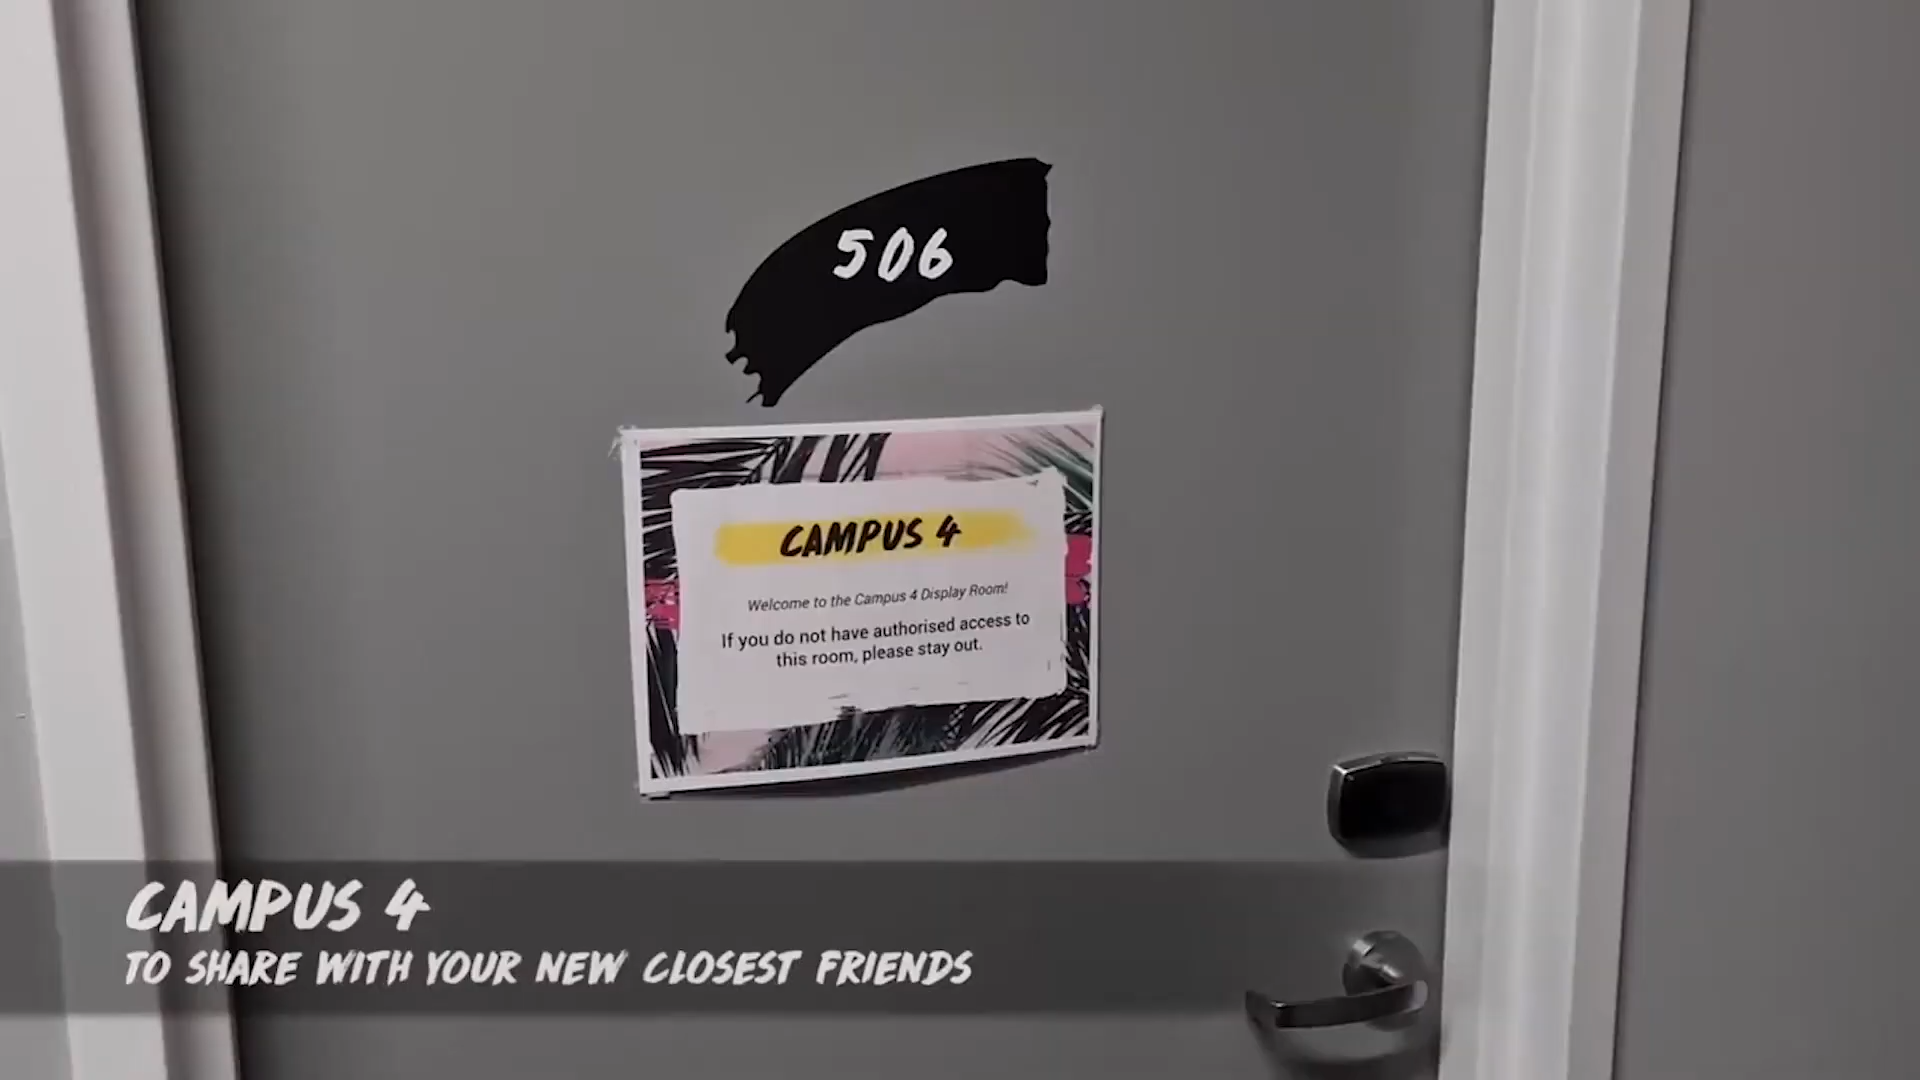 506
CAMPUS 4
Welcome to the Campus 4 Display Room!
If you do not have authorised access to
this room, please stay out.
CAMPUS 4
TO SHARE WITH YOUR NEW CLOSEST FRIENDS